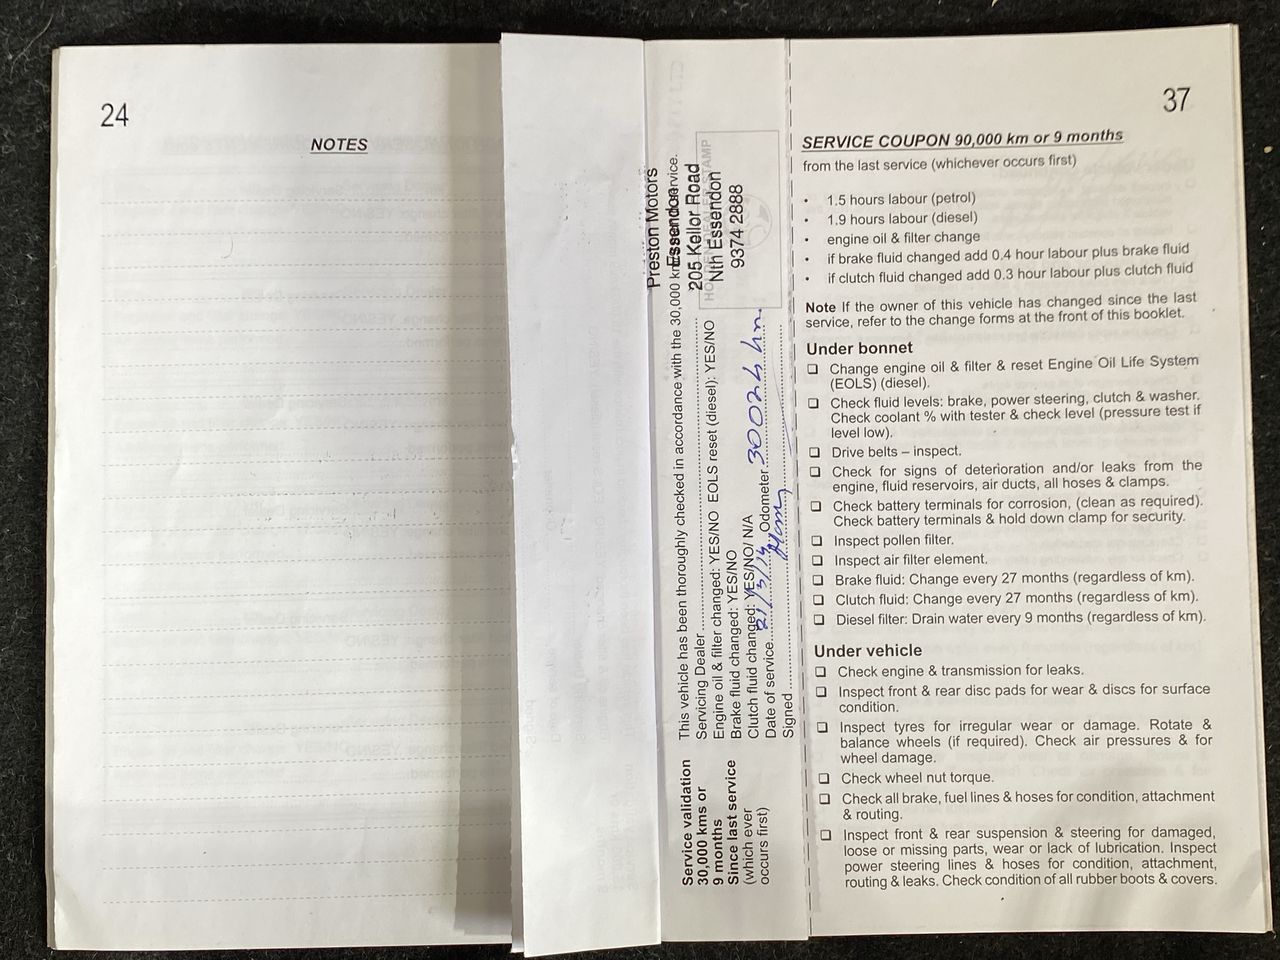 24
NOTES
Service validation
30,000 kms or
9 months
Since last service
(which ever
occurs first)
This vehicle has been thoroughly checked in accordance with the 30,000 km service.
Servicing Dealer
Engine oil & filter changed: YES/NO EOLS reset (diesel): YES/NO
Brake fluid changed: YES/NO
Clutch fluid changed: YES/NO/ N/A
Date of service 21/3/14 Odometer 30024 km
Signed
Preston Motors
Essendon
205 Keilor Road
Nth Essendon
9374 2888
HOLDEN DEALER STAMP
37
SERVICE COUPON 90,000 km or 9 months
from the last service (whichever occurs first)
• 1.5 hours labour (petrol)
• 1.9 hours labour (diesel)
• engine oil & filter change
• if brake fluid changed add 0.4 hour labour plus brake fluid
• if clutch fluid changed add 0.3 hour labour plus clutch fluid
Note If the owner of this vehicle has changed since the last
service, refer to the change forms at the front of this booklet.
Under bonnet
❑ Change engine oil & filter & reset Engine Oil Life System
(EOLS) (diesel).
❑ Check fluid levels: brake, power steering, clutch & washer.
Check coolant % with tester & check level (pressure test if
level low).
❑ Drive belts – inspect.
❑ Check for signs of deterioration and/or leaks from the
engine, fluid reservoirs, air ducts, all hoses & clamps.
❑ Check battery terminals for corrosion, (clean as required).
Check battery terminals & hold down clamp for security.
❑ Inspect pollen filter.
❑ Inspect air filter element.
❑ Brake fluid: Change every 27 months (regardless of km).
❑ Clutch fluid: Change every 27 months (regardless of km).
❑ Diesel filter: Drain water every 9 months (regardless of km).
Under vehicle
❑ Check engine & transmission for leaks.
❑ Inspect front & rear disc pads for wear & discs for surface
condition.
❑ Inspect tyres for irregular wear or damage. Rotate &
balance wheels (if required). Check air pressures & for
wheel damage.
❑ Check wheel nut torque.
❑ Check all brake, fuel lines & hoses for condition, attachment
& routing.
❑ Inspect front & rear suspension & steering for damaged,
loose or missing parts, wear or lack of lubrication. Inspect
power steering lines & hoses for condition, attachment,
routing & leaks. Check condition of all rubber boots & covers.